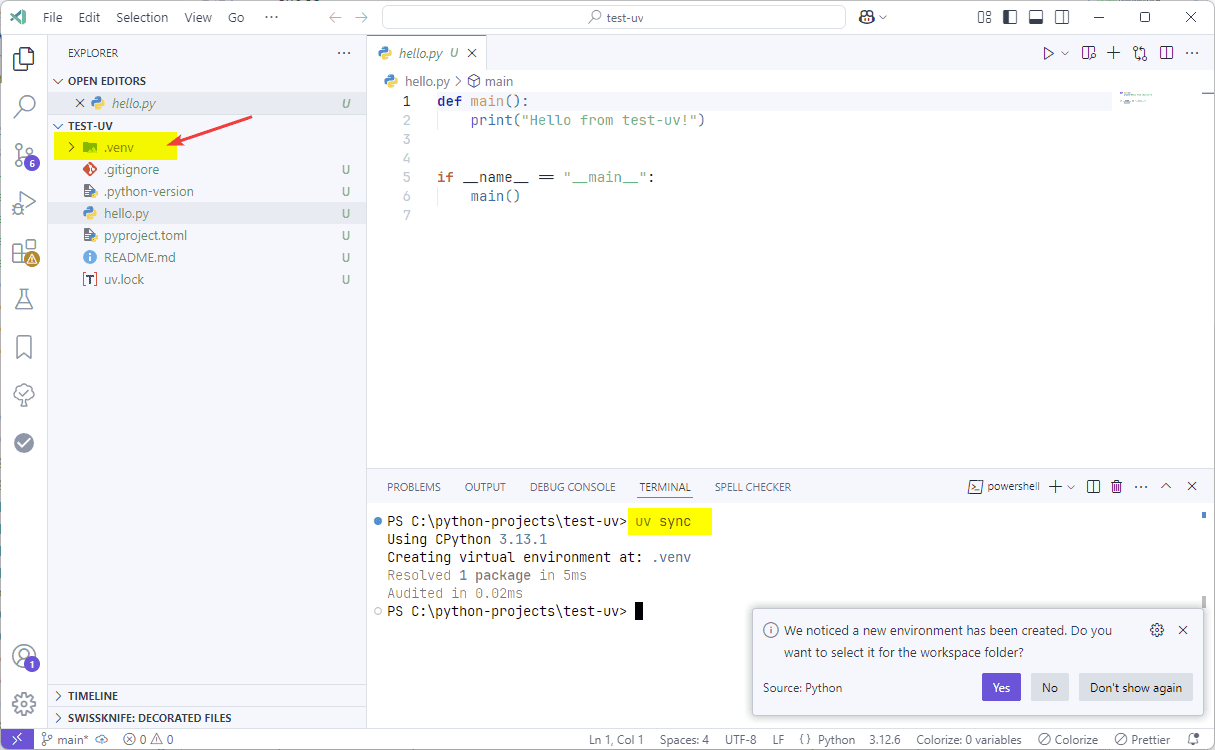 File Edit Selection View Go ··· test-uv
EXPLORER ···
OPEN EDITORS
hello.py U
TEST-UV
.venv
.gitignore U
.python-version U
hello.py U
pyproject.toml U
README.md U
uv.lock U
6
1
TIMELINE
SWISSKNIFE: DECORATED FILES
hello.py U
hello.py > main
1 def main():
2 print("Hello from test-uv!")
3
4
5 if __name__ == "__main__":
6 main()
7
PROBLEMS OUTPUT DEBUG CONSOLE TERMINAL SPELL CHECKER powershell
PS C:\python-projects\test-uv> uv sync
Using CPython 3.13.1
Creating virtual environment at: .venv
Resolved 1 package in 5ms
Audited in 0.02ms
PS C:\python-projects\test-uv>
We noticed a new environment has been created. Do you
want to select it for the workspace folder?
Source: Python Yes No Don't show again
main* 0 0 Ln 1, Col 1 Spaces: 4 UTF-8 LF {} Python 3.12.6 Colorize: 0 variables Colorize Prettier